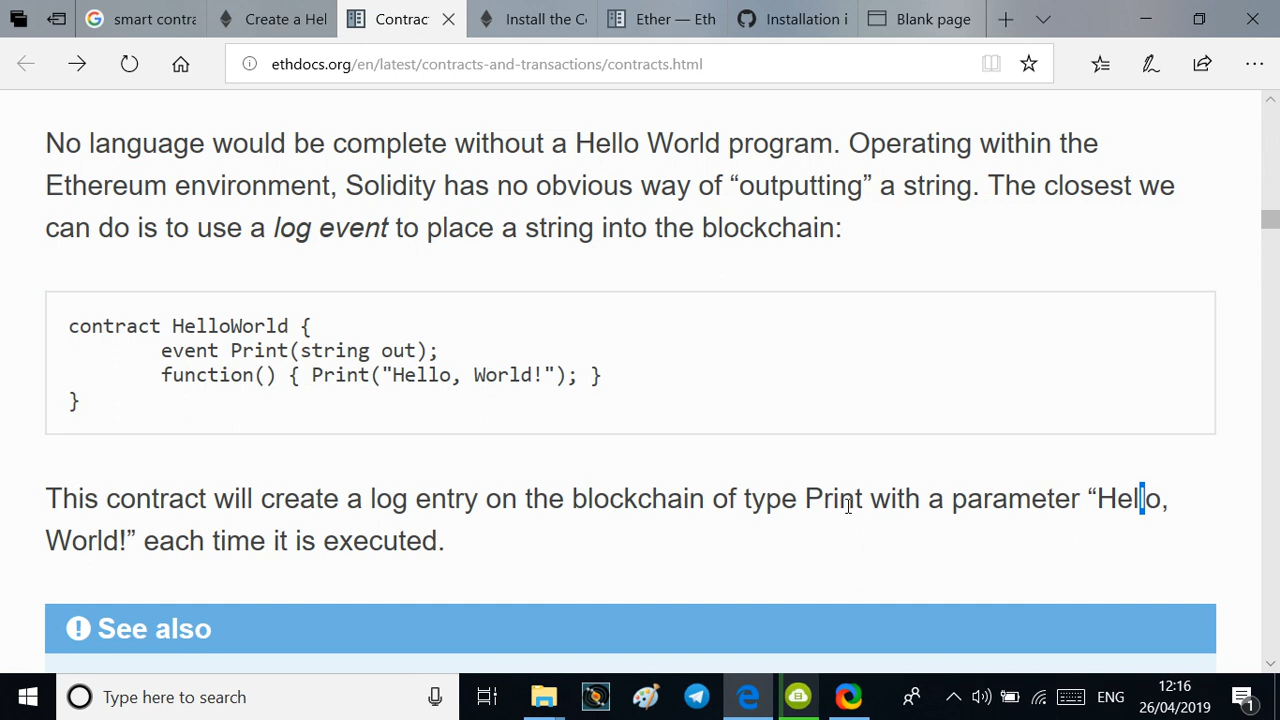 smart contra
Create a Hel
Contrac
Install the Co
Ether — Eth
Installation i
Blank page
ethdocs.org/en/latest/contracts-and-transactions/contracts.html
No language would be complete without a Hello World program. Operating within the
Ethereum environment, Solidity has no obvious way of “outputting” a string. The closest we
can do is to use a log event to place a string into the blockchain:
contract HelloWorld {
        event Print(string out);
        function() { Print("Hello, World!"); }
}
This contract will create a log entry on the blockchain of type Print with a parameter “Hello,
World!” each time it is executed.
See also
Type here to search
ENG
12:16
26/04/2019
1